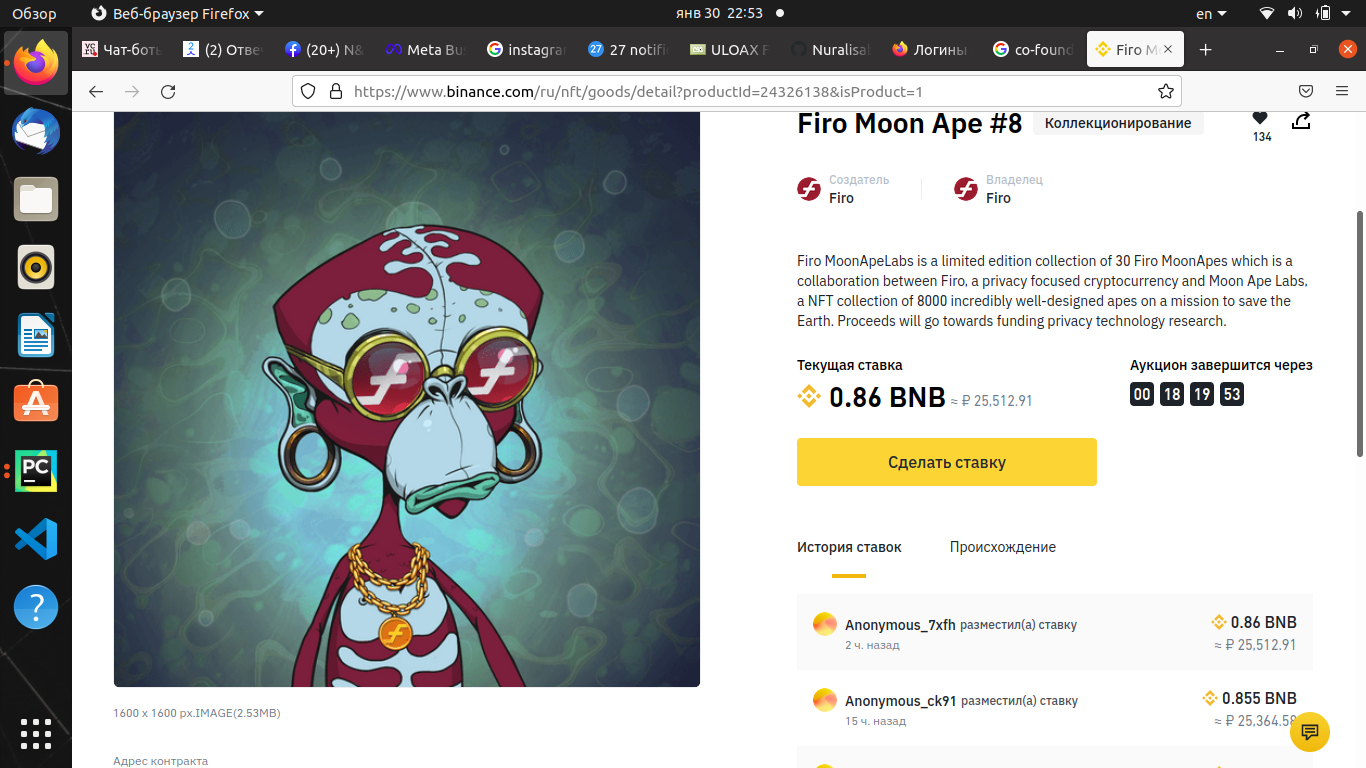 Обзор
Веб-браузер Firefox
янв 30 22:53
en
Чат-боть
(2) Отве
(20+) N&
Meta Bu
instagra
27 notifi
ULOAX F
Nuralisa
Логины
co-found
Firo M
https://www.binance.com/ru/nft/goods/detail?productId=24326138&isProduct=1
Firo Moon Ape #8
Коллекционирование
134
Создатель
Firo
Владелец
Firo
Firo MoonApeLabs is a limited edition collection of 30 Firo MoonApes which is a
collaboration between Firo, a privacy focused cryptocurrency and Moon Ape Labs,
a NFT collection of 8000 incredibly well-designed apes on a mission to save the
Earth. Proceeds will go towards funding privacy technology research.
Текущая ставка
0.86 BNB ≈ ₽ 25,512.91
Аукцион завершится через
00 18 19 53
Сделать ставку
История ставок
Происхождение
Anonymous_7xfh разместил(а) ставку
2 ч. назад
0.86 BNB
≈ ₽ 25,512.91
Anonymous_ck91 разместил(а) ставку
15 ч. назад
0.855 BNB
≈ ₽ 25,364.58
1600 x 1600 px.IMAGE(2.53MB)
Адрес контракта
PC